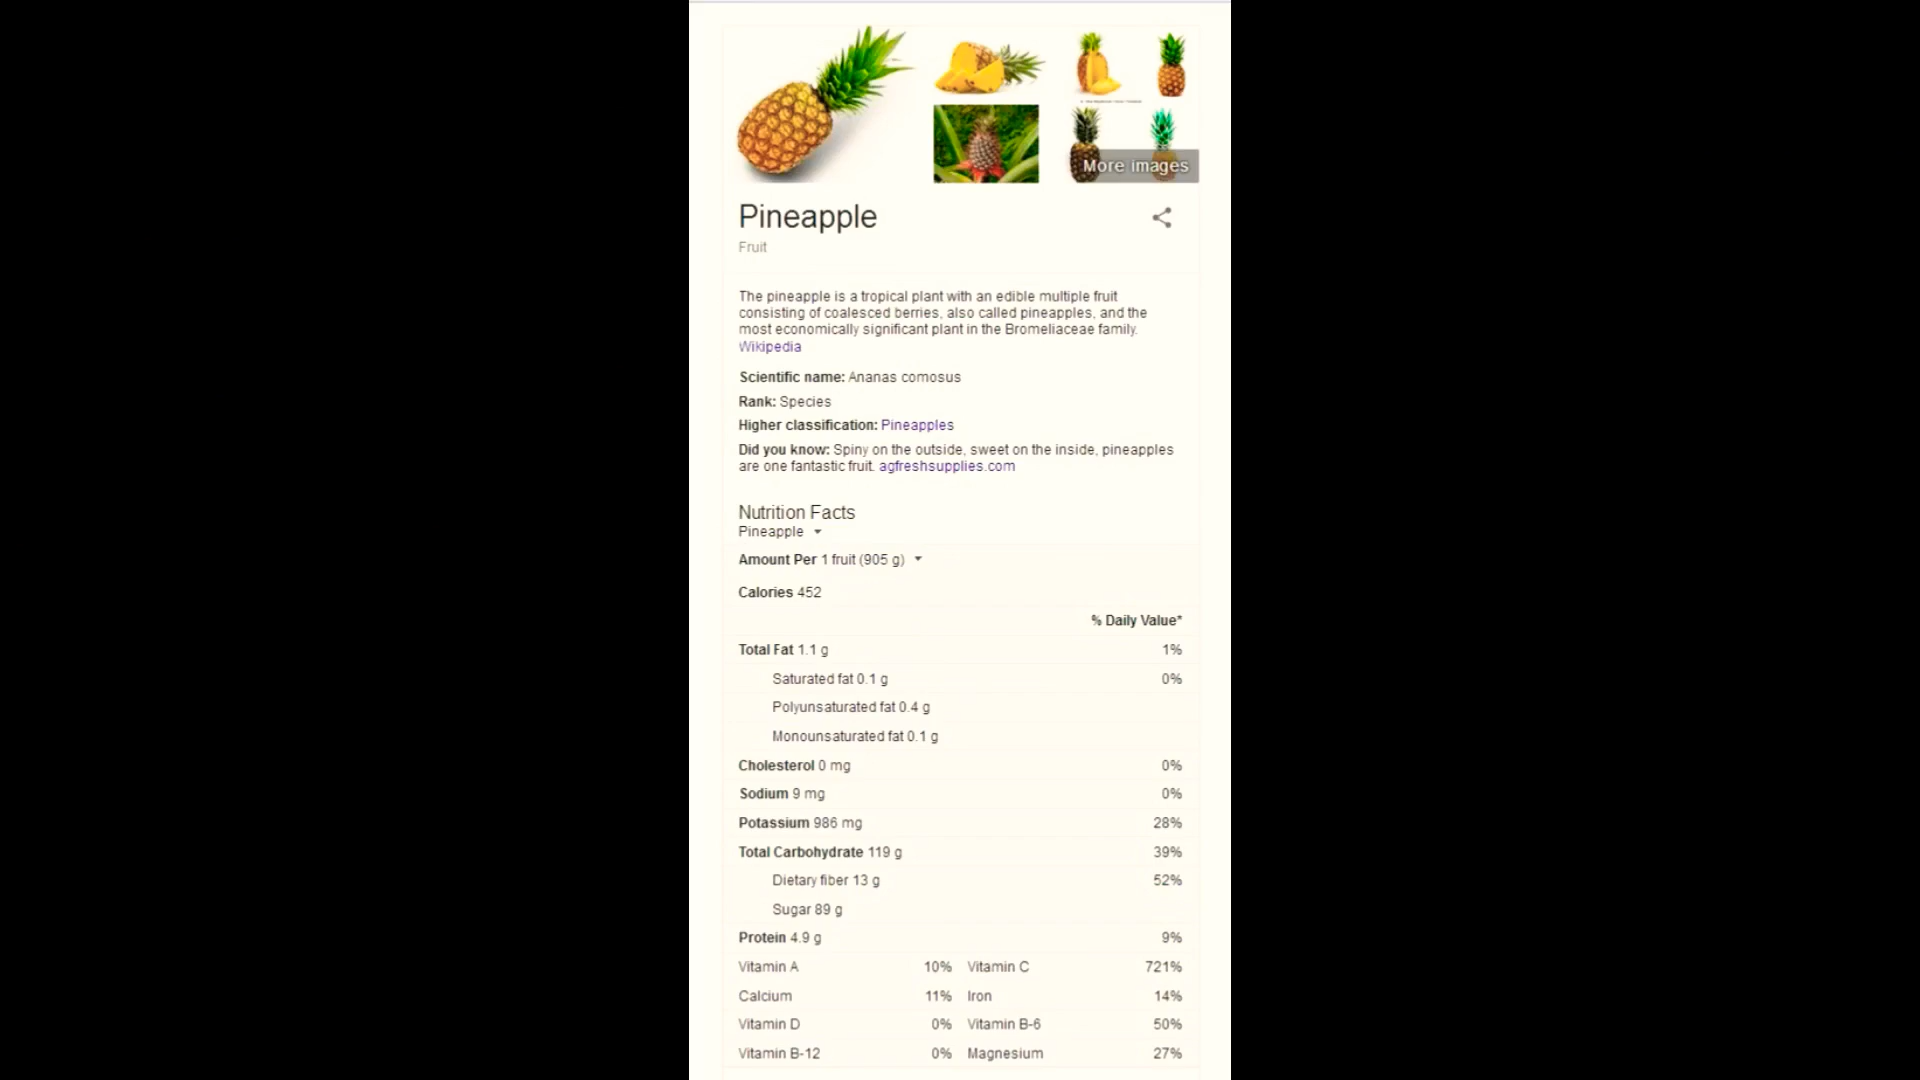 More images
Pineapple
Fruit
The pineapple is a tropical plant with an edible multiple fruit
consisting of coalesced berries, also called pineapples, and the
most economically significant plant in the Bromeliaceae family.
Wikipedia
Scientific name: Ananas comosus
Rank: Species
Higher classification: Pineapples
Did you know: Spiny on the outside, sweet on the inside, pineapples
are one fantastic fruit. agfreshsupplies.com
Nutrition Facts
Pineapple
Amount Per 1 fruit (905 g)
Calories 452
% Daily Value*
Total Fat 1.1 g 1%
Saturated fat 0.1 g 0%
Polyunsaturated fat 0.4 g
Monounsaturated fat 0.1 g
Cholesterol 0 mg 0%
Sodium 9 mg 0%
Potassium 986 mg 28%
Total Carbohydrate 119 g 39%
Dietary fiber 13 g 52%
Sugar 89 g
Protein 4.9 g 9%
Vitamin A 10% Vitamin C 721%
Calcium 11% Iron 14%
Vitamin D 0% Vitamin B-6 50%
Vitamin B-12 0% Magnesium 27%